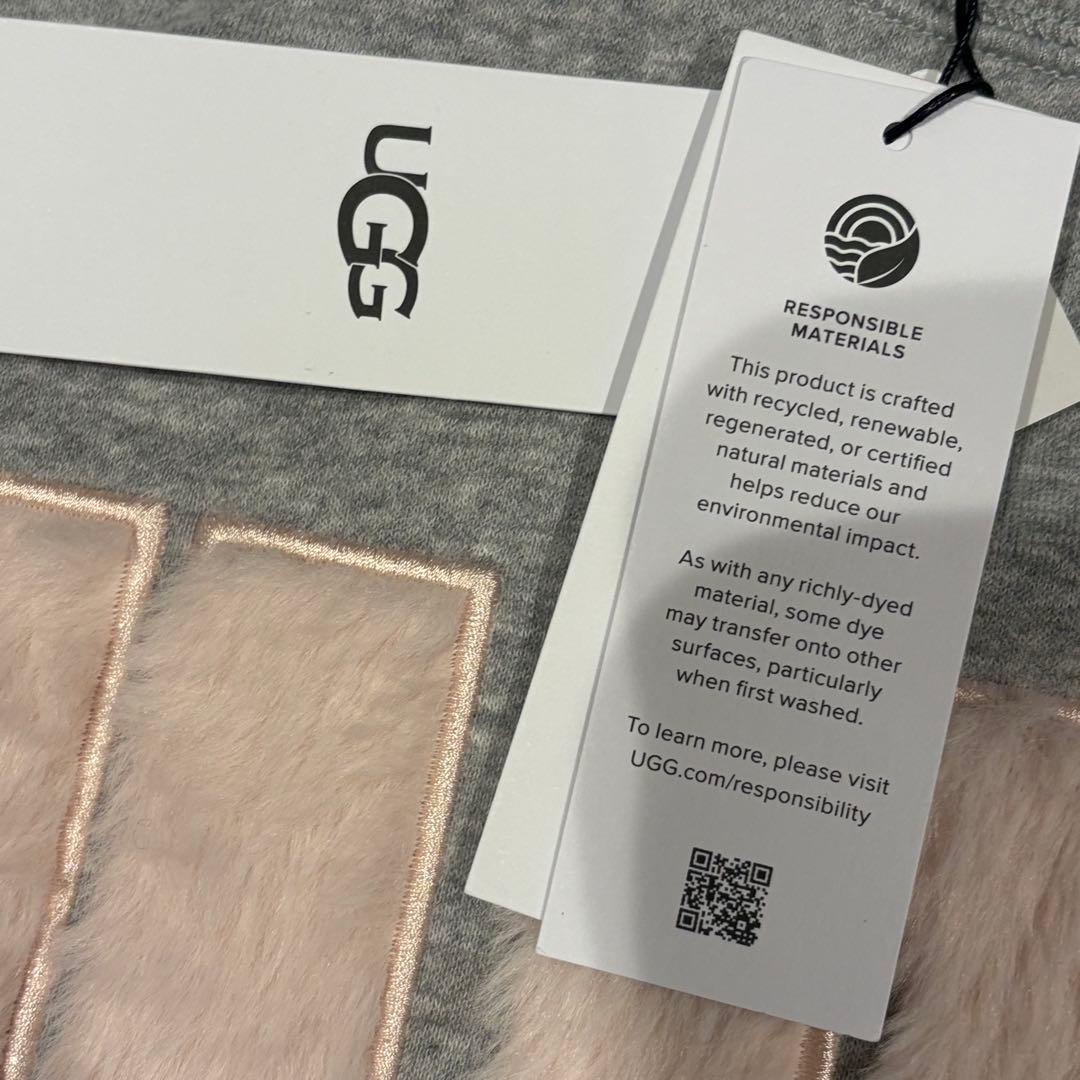 UGG
RESPONSIBLE
MATERIALS
This product is crafted
with recycled, renewable,
regenerated, or certified
natural materials and
helps reduce our
environmental impact.
As with any richly-dyed
material, some dye
may transfer onto other
surfaces, particularly
when first washed.
To learn more, please visit
UGG.com/responsibility